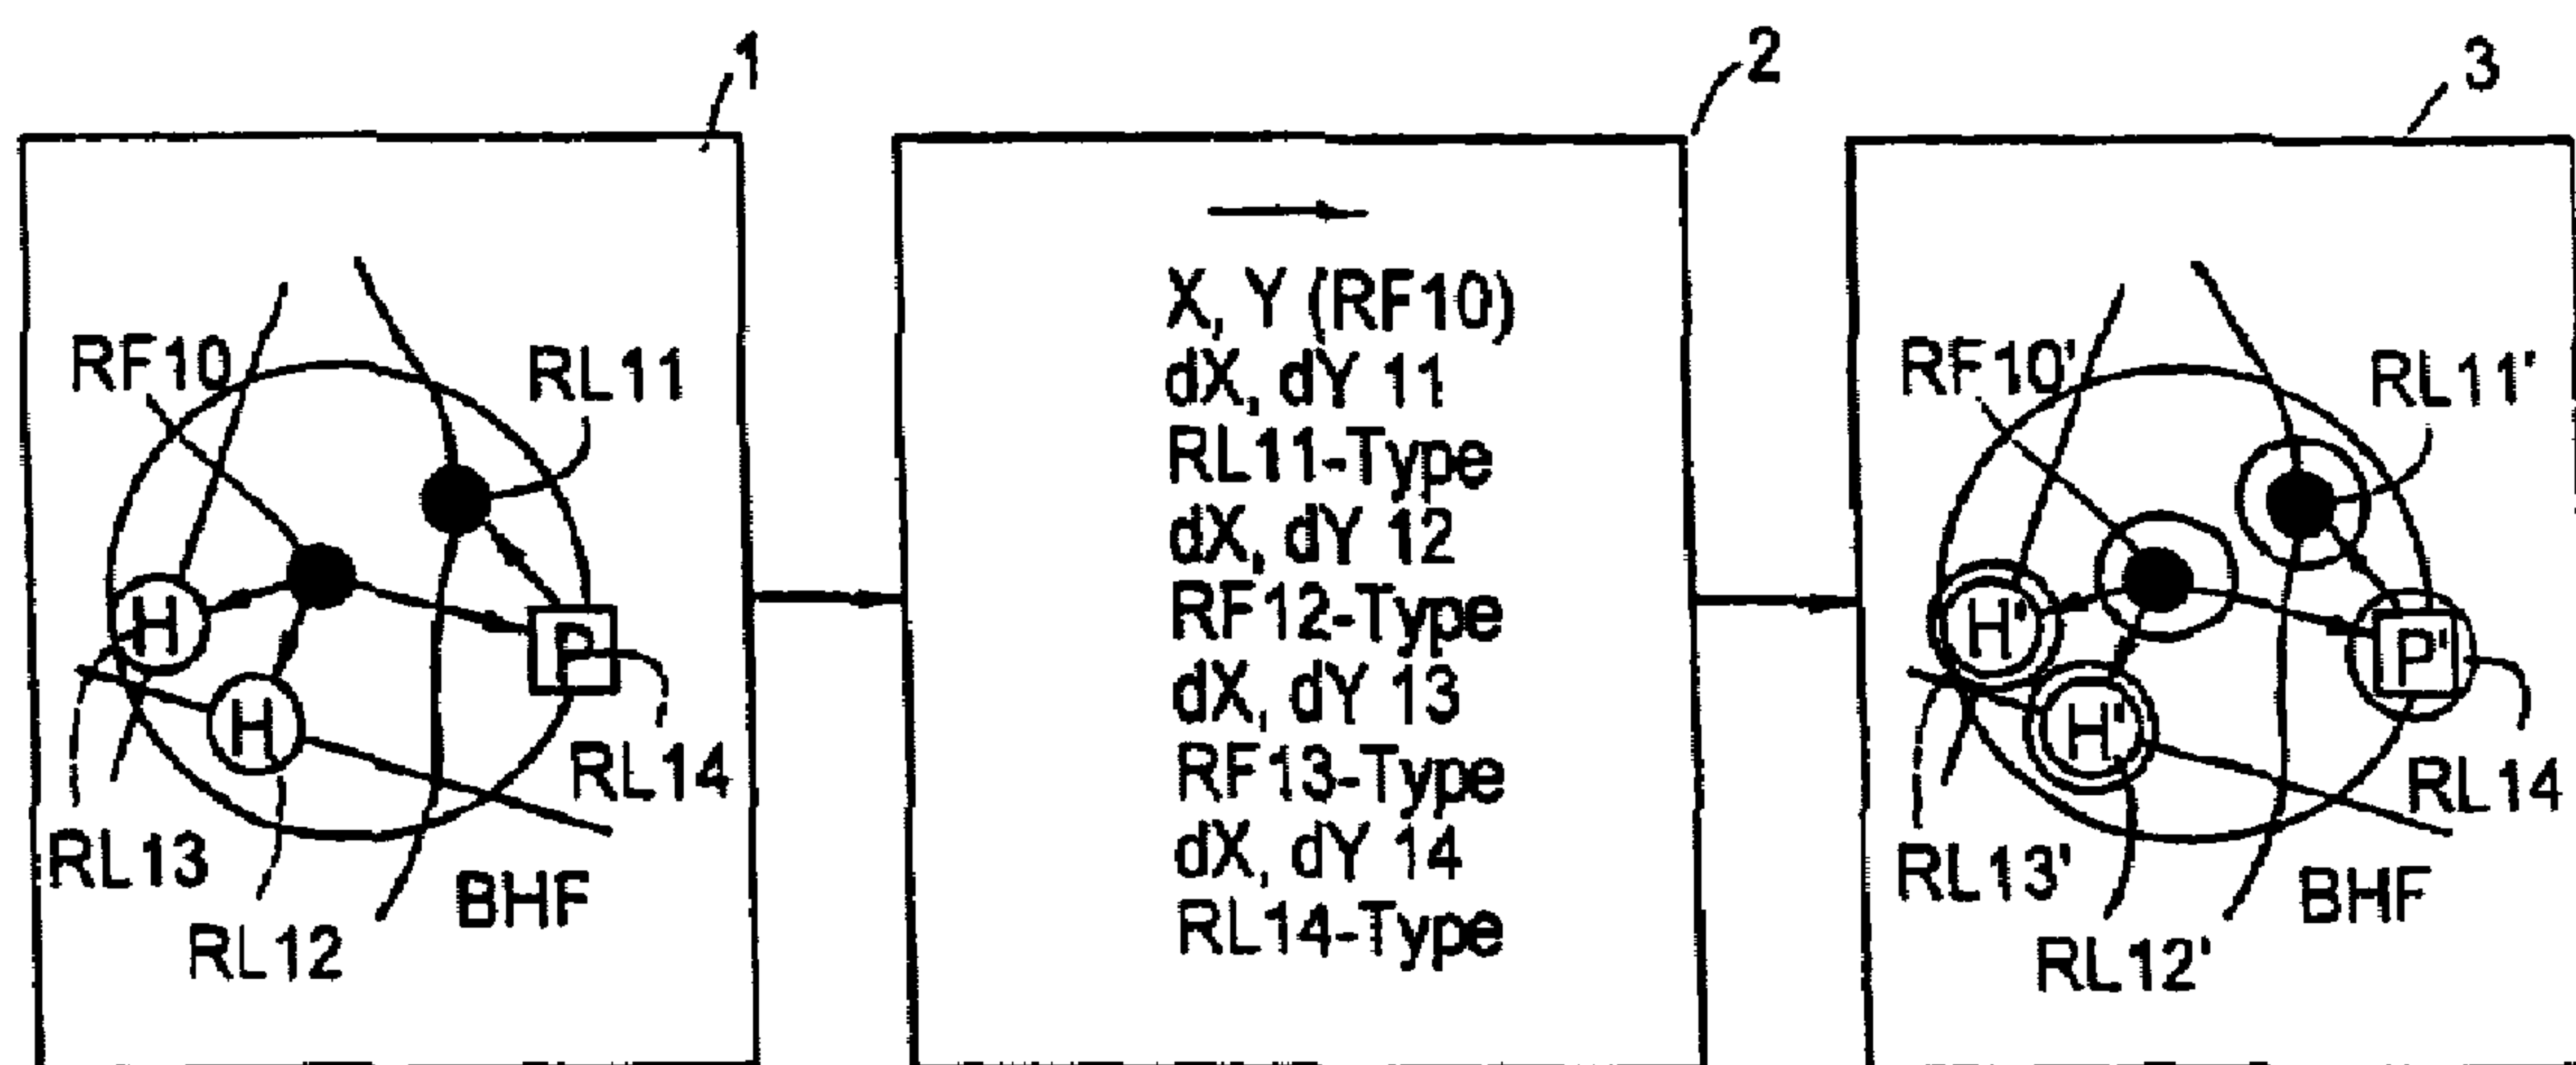 1
RF10
RL11
H
H
P
RL14
RL13
BHF
RL12
2
X, Y (RF10)
dX, dY 11
RL11-Type
dX, dY 12
RF12-Type
dX, dY 13
RF13-Type
dX, dY 14
RL14-Type
3
RF10'
RL11'
H'
H'
P'
RL14
RL13'
BHF
RL12'